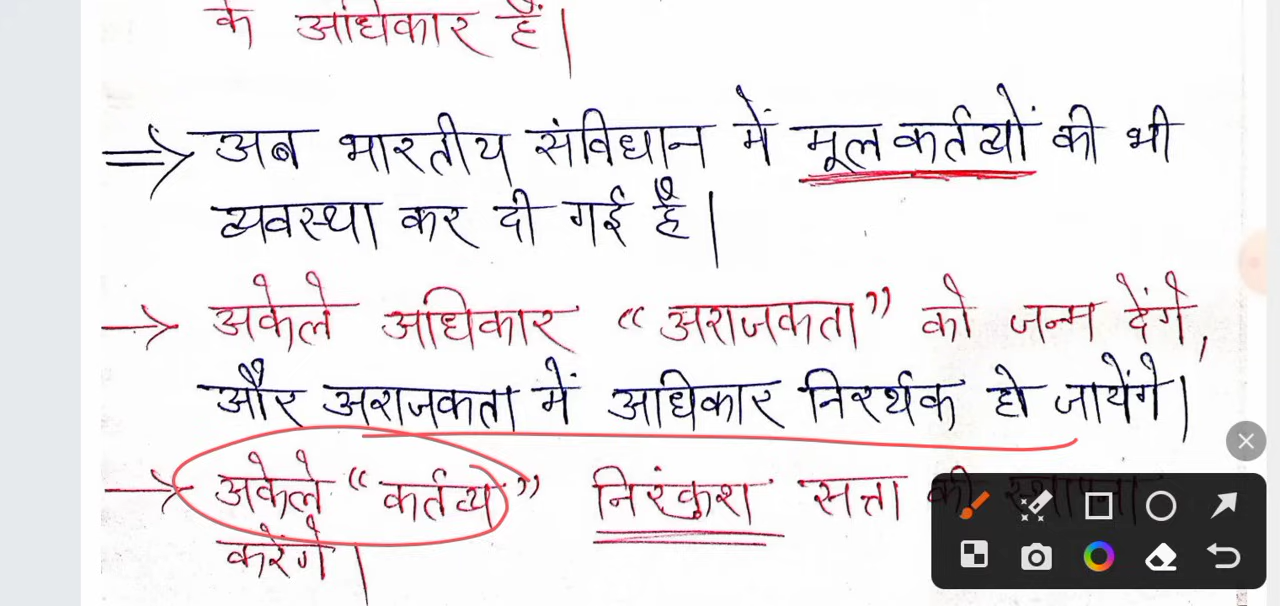 के अधिकार हैं।
=> अब भारतीय संविधान में मूल कर्तव्यों की भी
व्यवस्था कर दी गई है।
-> अकेले अधिकार “अराजकता” को जन्म देंगे,
और अराजकता में अधिकार निरर्थक हो जायेंगे।
-> अकेले “कर्तव्य” निरंकुश सत्ता की स्थापना
करेंगे।